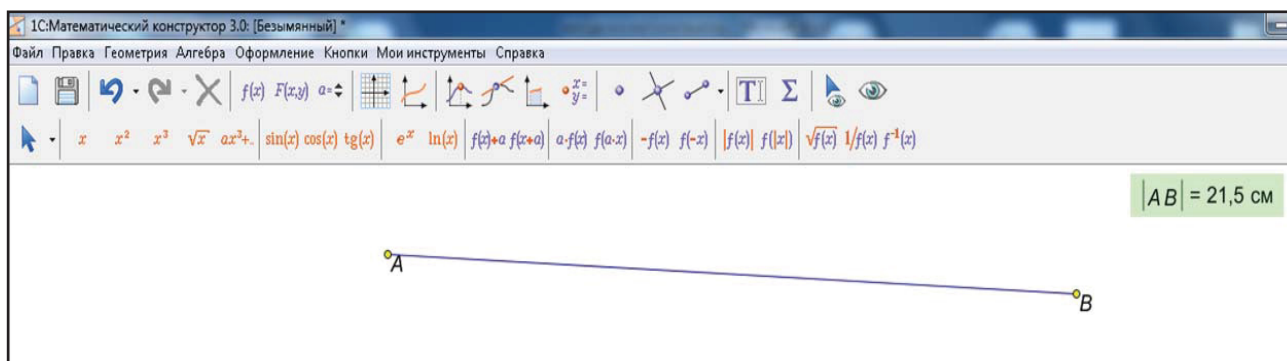 1С:Математический конструктор 3.0: [Безымянный] *
Файл Правка Геометрия Алгебра Оформление Кнопки Мои инструменты Справка
f(x) F(x,y) a= x= y= T Σ
x x² x³ √x ax³+.. sin(x) cos(x) tg(x) eˣ ln(x) f(x)+a f(x+a) a·f(x) f(a·x) -f(x) f(-x) |f(x)| f(|x|) √f(x) 1/f(x) f⁻¹(x)
|AB| = 21,5 см
A
B